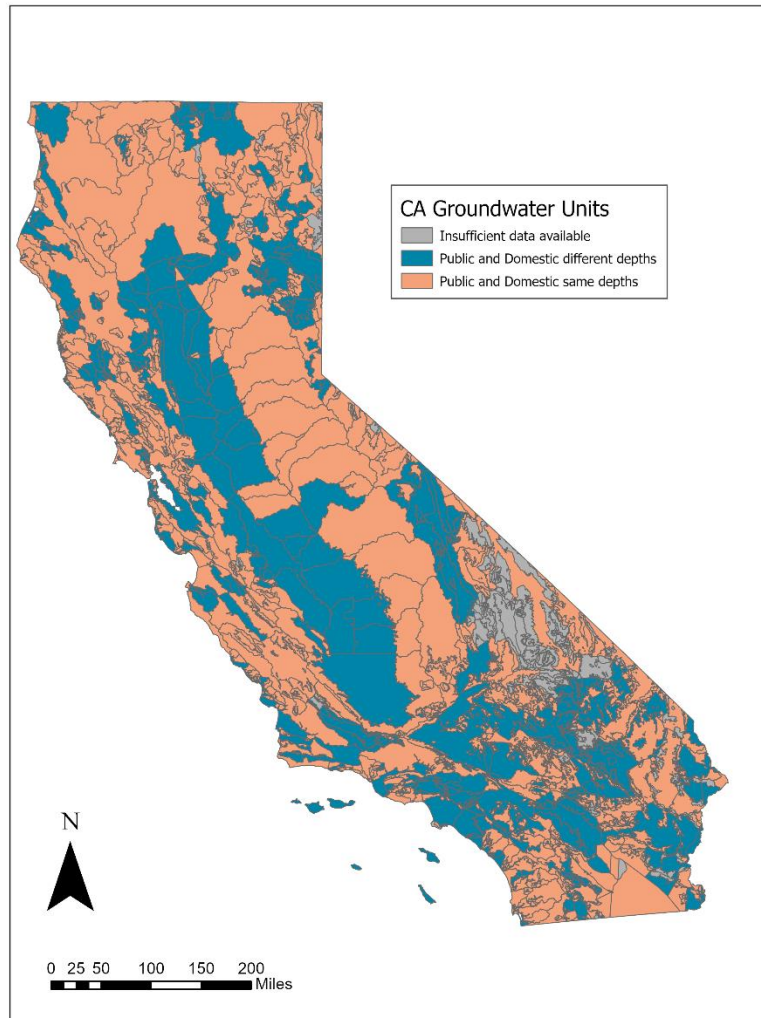 CA Groundwater Units
Insufficient data available
Public and Domestic different depths
Public and Domestic same depths
N
0 25 50 100 150 200
Miles